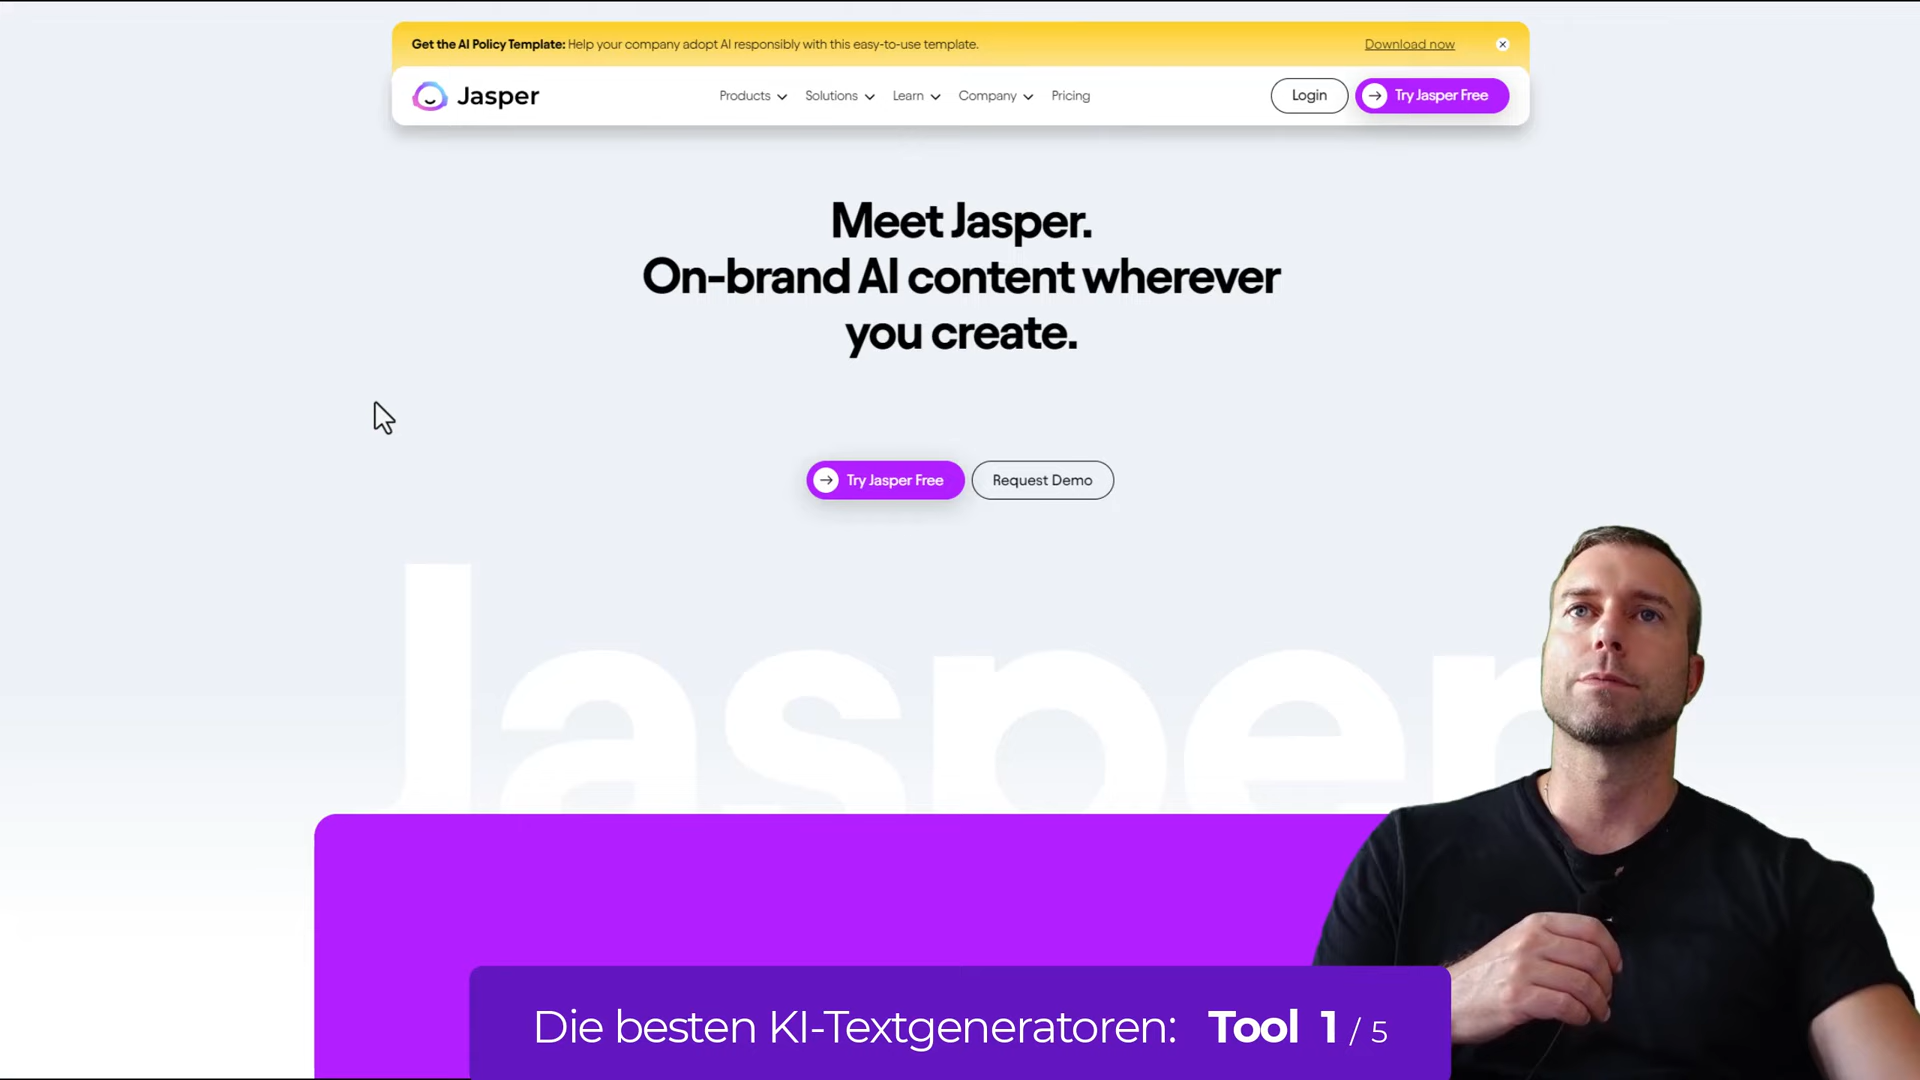 Get the AI Policy Template: Help your company adopt AI responsibly with this easy-to-use template.
Download now
Jasper
Products
Solutions
Learn
Company
Pricing
Login
Try Jasper Free
Meet Jasper.
On-brand AI content wherever
you create.
Try Jasper Free
Request Demo
Jasper
Die besten KI-Textgeneratoren: Tool 1 / 5